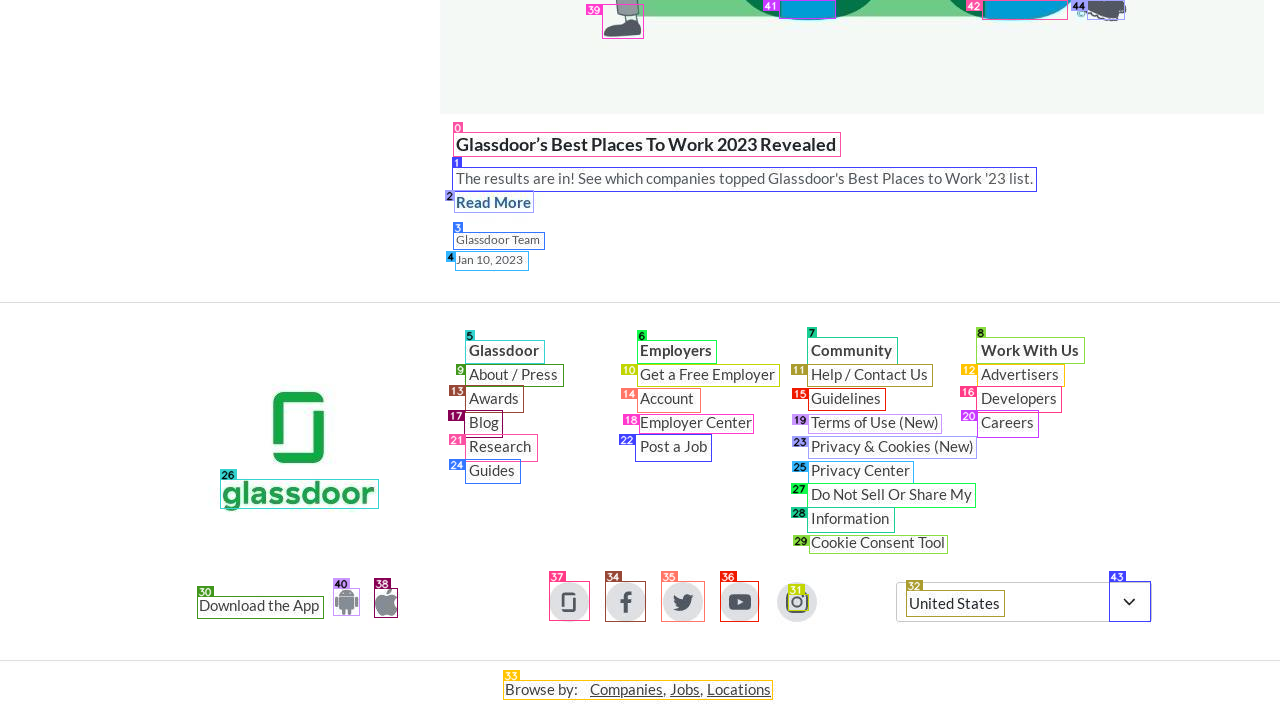 Glassdoor’s Best Places To Work 2023 Revealed
The results are in! See which companies topped Glassdoor's Best Places to Work '23 list.
Read More
Glassdoor Team
Jan 10, 2023
glassdoor
Glassdoor
About / Press
Awards
Blog
Research
Guides
Employers
Get a Free Employer
Account
Employer Center
Post a Job
Community
Help / Contact Us
Guidelines
Terms of Use (New)
Privacy & Cookies (New)
Privacy Center
Do Not Sell Or Share My
Information
Cookie Consent Tool
Work With Us
Advertisers
Developers
Careers
Download the App
United States
Browse by: Companies, Jobs, Locations
39
41
42
44
0
1
2
3
4
5
6
7
8
9
10
11
12
13
14
15
16
17
18
19
20
21
22
23
24
25
26
27
28
29
30
40
38
37
34
35
36
31
32
43
33